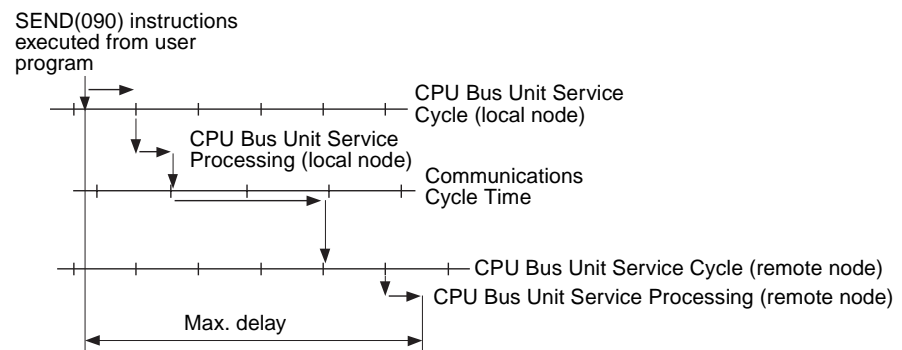 SEND(090) instructions
executed from user
program
CPU Bus Unit Service
Cycle (local node)
CPU Bus Unit Service
Processing (local node)
Communications
Cycle Time
CPU Bus Unit Service Cycle (remote node)
CPU Bus Unit Service Processing (remote node)
Max. delay